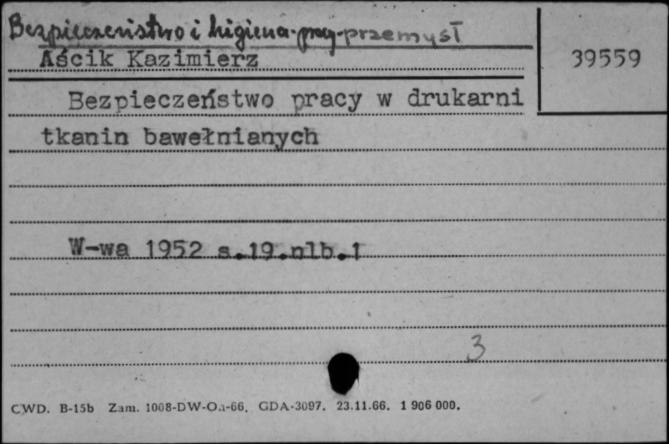 Bezpieczeństwo i higiena-pracy-przemysł
Aścik Kazimierz
39559
Bezpieczeństwo pracy w drukarni
tkanin bawełnianych
W-wa 1952 s.19.nlb.1
3
CWD. B-15b Zam. 1008-DW-Oa-66. GDA-3097. 23.11.66. 1 906 000.